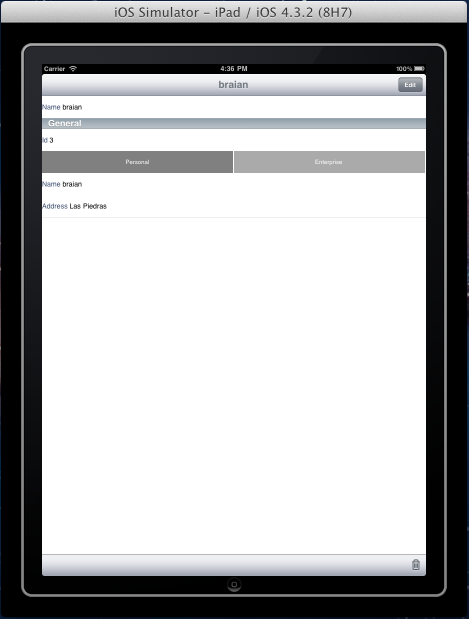 iOS Simulator - iPad / iOS 4.3.2 (8H7)
Carrier 4:36 PM 100%
braian Edit
Name braian
General
Id 3
Personal Enterprise
Name braian
Address Las Piedras